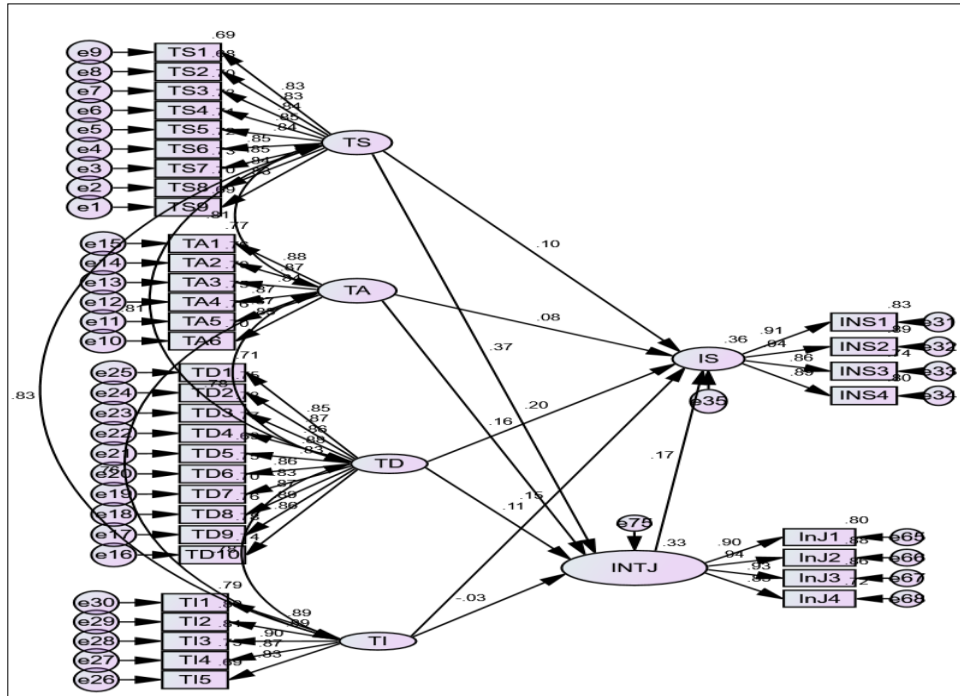 .69
e9 TS1
e8 TS2
e7 TS3
e6 TS4
e5 TS5
e4 TS6
e3 TS7
e2 TS8
e1 TS9
.83
.83
.84
.85
.84
.85
.85
.84
.83
TS
.81
.77
e15 TA1
e14 TA2
e13 TA3
e12 TA4
e11 TA5
e10 TA6
.88
.87
.84
.87
TA
.81
.83
.78
.71
e25 TD1
e24 TD2
e23 TD3
e22 TD4
e21 TD5
e20 TD6
e19 TD7
e18 TD8
e17 TD9
e16
.85
.87
.86
.88
.83
.86
.83
.87
.89
.86
TD
.79
e30 TI1
e29 TI2
e28 TI3
e27 TI4
e26 TI5
.89
.89
.90
.87
.83
.69
TI
.10
.08
.37
.20
.16
.15
.11
-.03
.17
.36
IS
e35
.91
.94
.86
.89
.83
INS1 e31
.89
INS2 e32
.74
INS3 e33
.80
INS4 e34
e75
.33
INTJ
.90
.94
.93
.80
InJ1 e65
.88
InJ2 e66
.86
InJ3 e67
.72
InJ4 e68